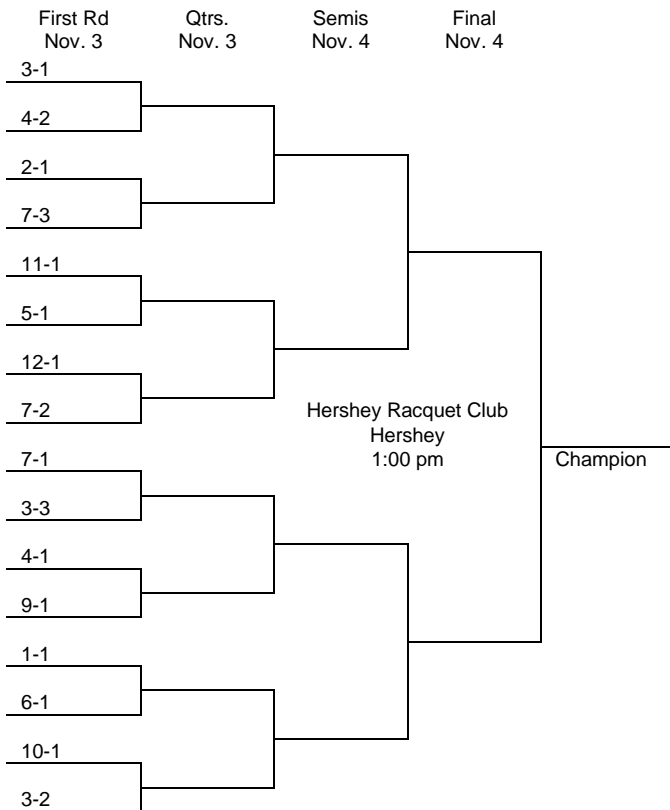 First Rd Qtrs. Semis Final
Nov. 3 Nov. 3 Nov. 4 Nov. 4
3-1
4-2
2-1
7-3
11-1
5-1
12-1
7-2
Hershey Racquet Club
Hershey
1:00 pm
Champion
7-1
3-3
4-1
9-1
1-1
6-1
10-1
3-2